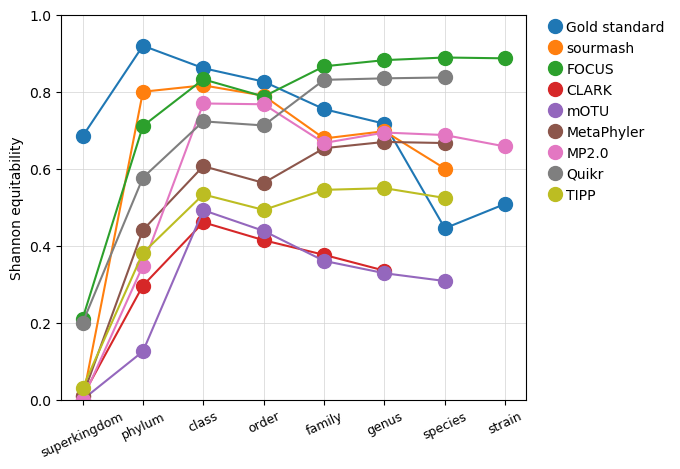 1.0
0.8
0.6
0.4
0.2
0.0
Shannon equitability
superkingdom
phylum
class
order
family
genus
species
strain
Gold standard
sourmash
FOCUS
CLARK
mOTU
MetaPhyler
MP2.0
Quikr
TIPP